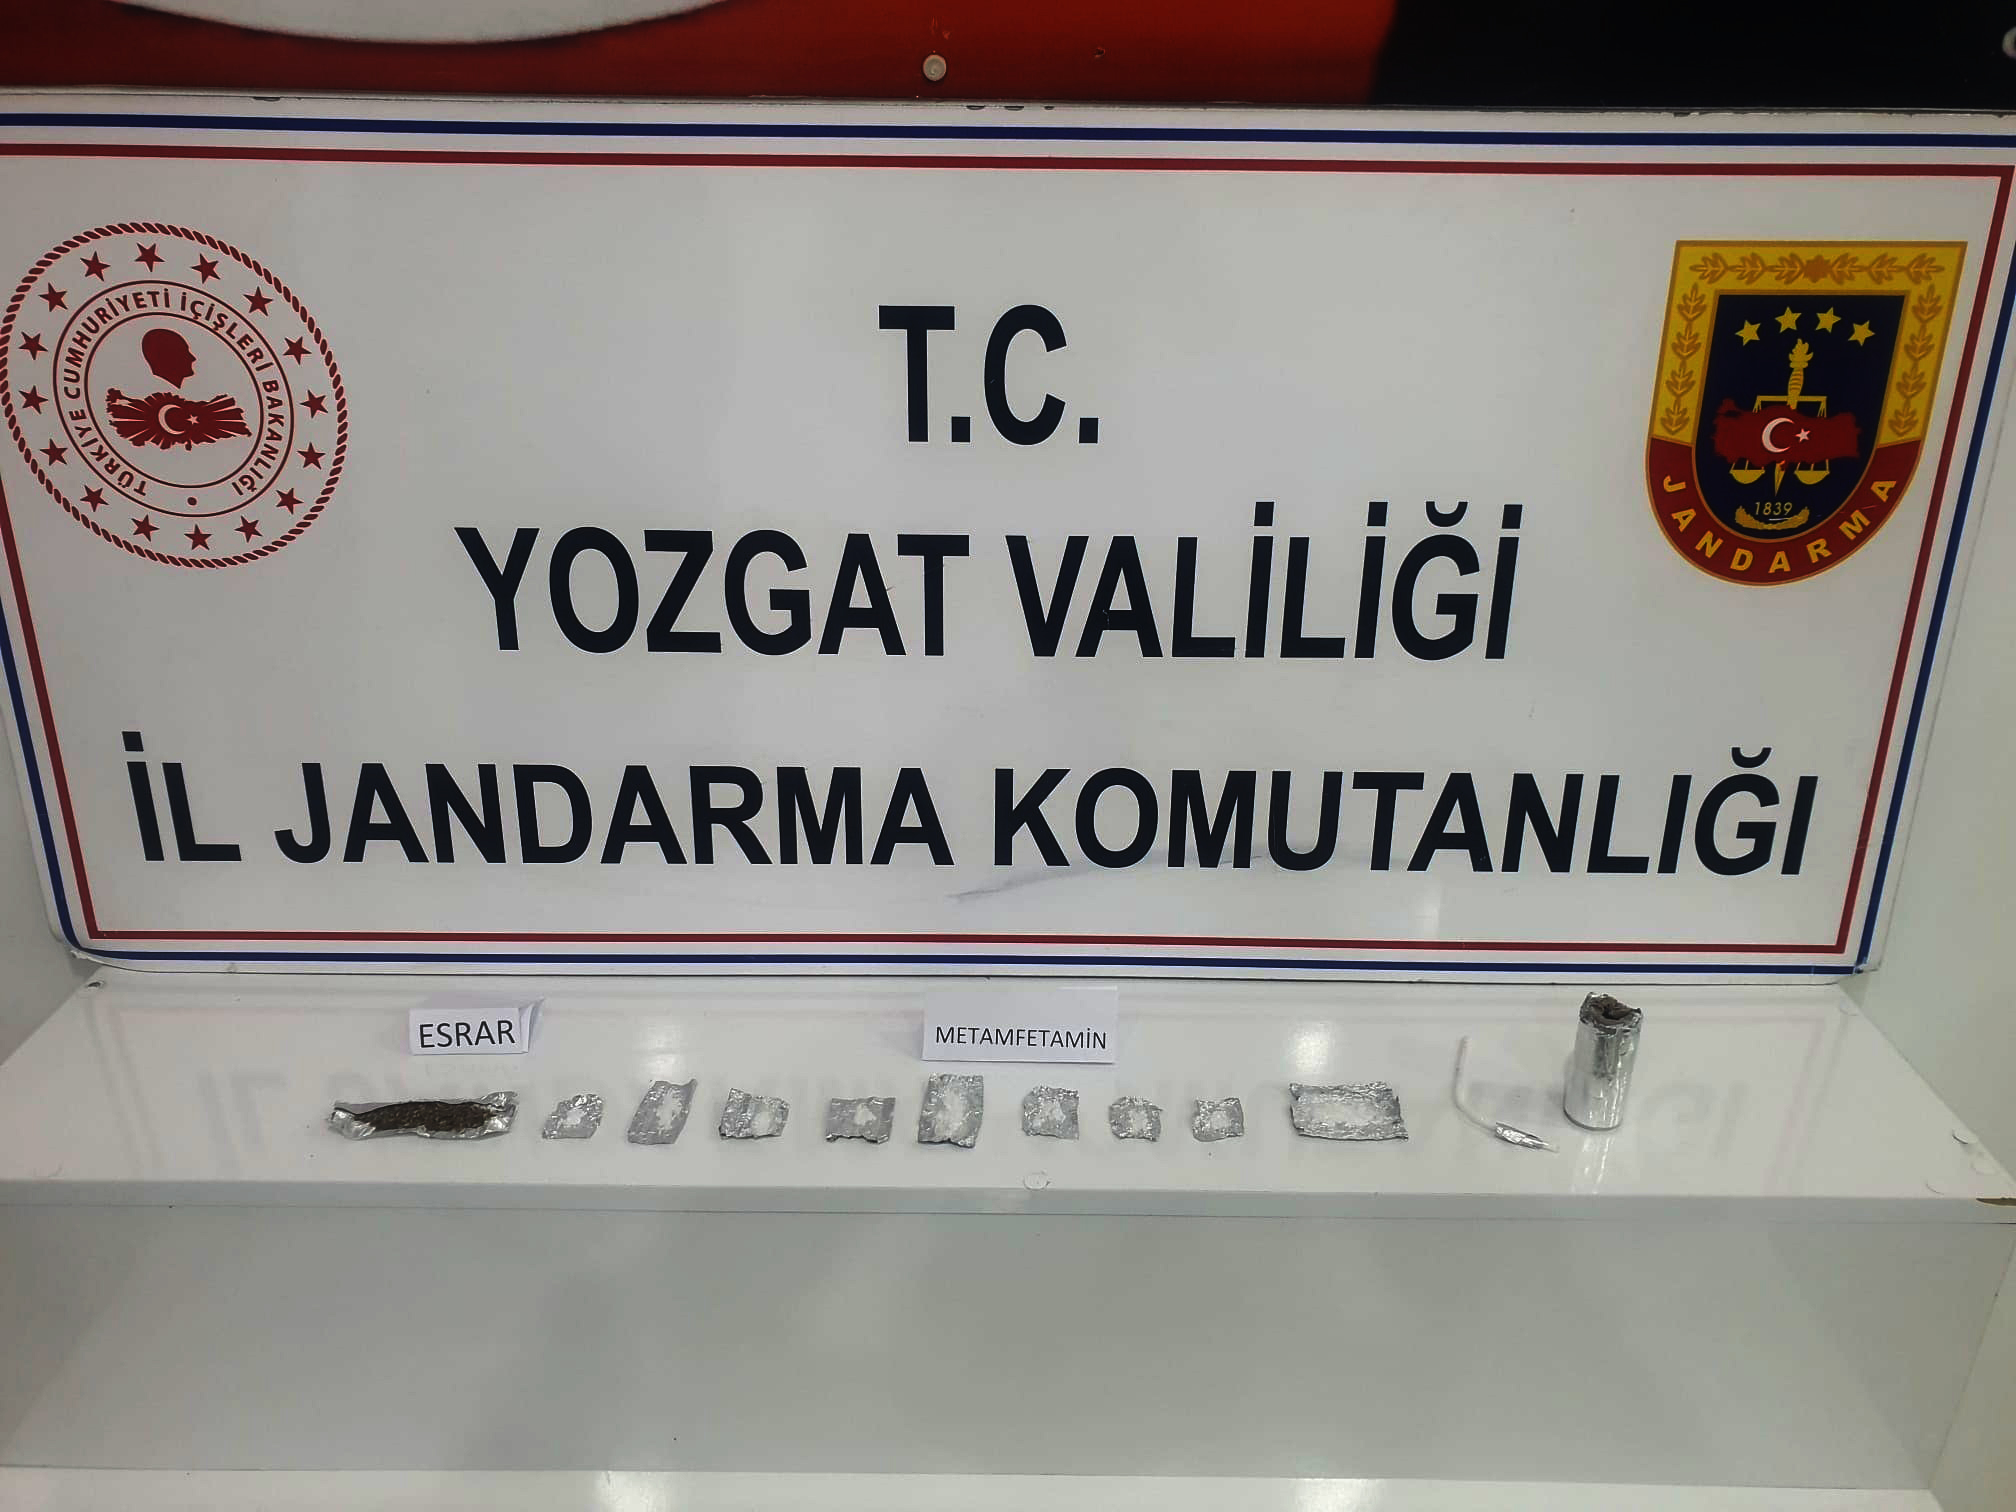 TÜRKİYE CUMHURİYETİ İÇİŞLERİ BAKANLIĞI
T.C.
YOZGAT VALİLİĞİ
İL JANDARMA KOMUTANLIĞI
1839
JANDARMA
ESRAR
METAMFETAMİN